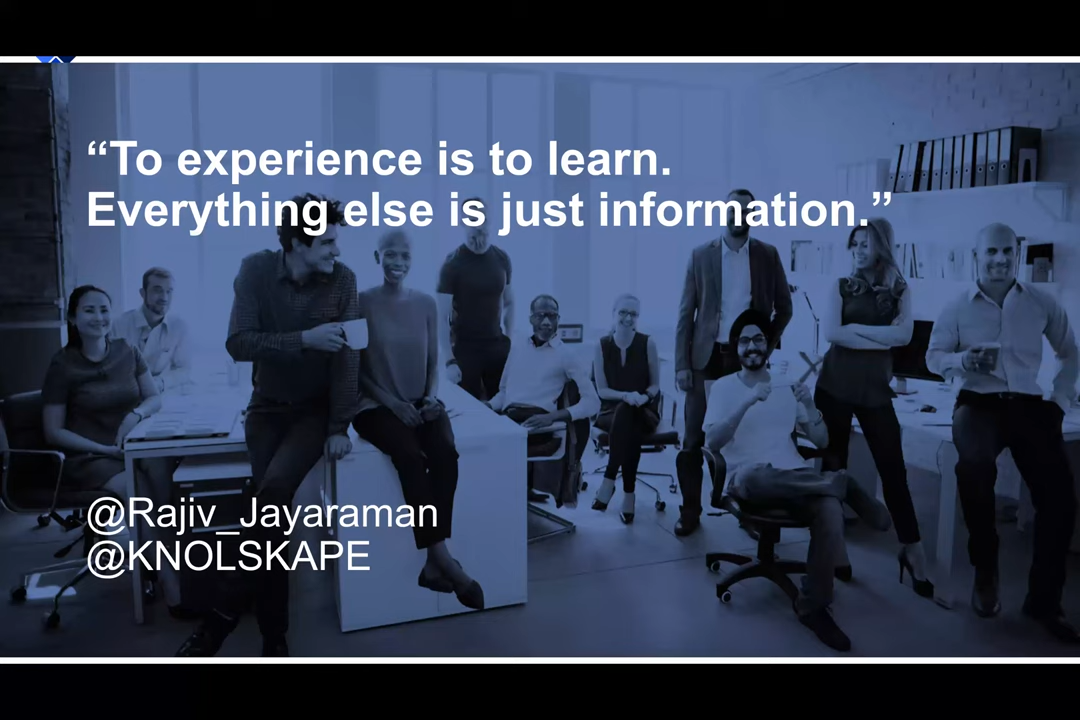 “To experience is to learn.
Everything else is just information.”
@Rajiv_Jayaraman
@KNOLSKAPE